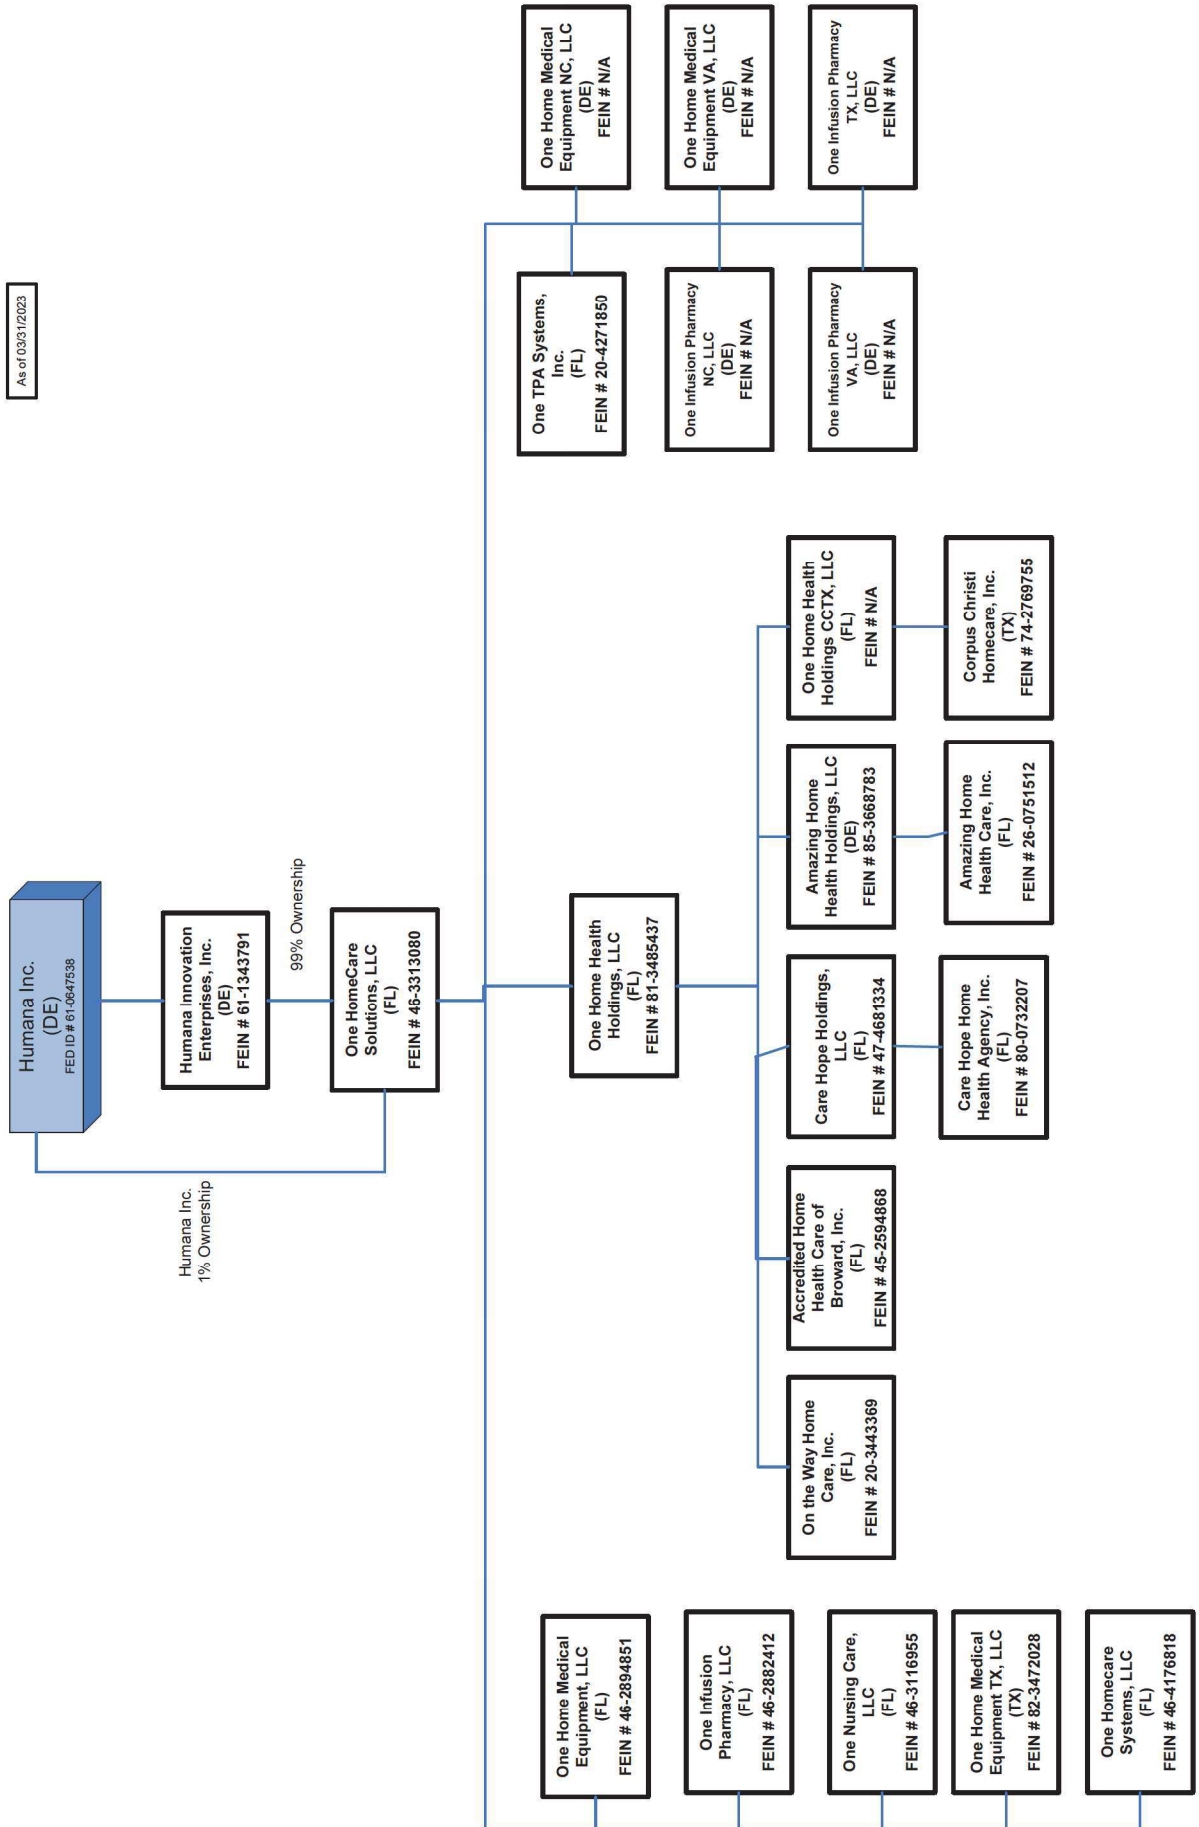 As of 03/31/2023
Humana Inc.
(DE)
FED ID # 61-0647538
Humana Inc.
1% Ownership
Humana Innovation
Enterprises, Inc.
(DE)
FEIN # 61-1343791
99% Ownership
One HomeCare
Solutions, LLC
(FL)
FEIN # 46-3313080
One Home Medical
Equipment, LLC
(FL)
FEIN # 46-2894851
One Infusion
Pharmacy, LLC
(FL)
FEIN # 46-2882412
One Nursing Care,
LLC
(FL)
FEIN # 46-3116955
One Home Medical
Equipment TX, LLC
(TX)
FEIN # 82-3472028
One Homecare
Systems, LLC
(FL)
FEIN # 46-4176818
One Home Health
Holdings, LLC
(FL)
FEIN # 81-3485437
On the Way Home
Care, Inc.
(FL)
FEIN # 20-3443369
Accredited Home
Health Care of
Broward, Inc.
(FL)
FEIN # 45-2594868
Care Hope Holdings,
LLC
(FL)
FEIN # 47-4681334
Amazing Home
Health Holdings, LLC
(DE)
FEIN # 85-3668783
One Home Health
Holdings CCTX, LLC
(FL)
FEIN # N/A
Care Hope Home
Health Agency, Inc.
(FL)
FEIN # 80-0732207
Amazing Home
Health Care, Inc.
(FL)
FEIN # 26-0751512
Corpus Christi
Homecare, Inc.
(TX)
FEIN # 74-2769755
One TPA Systems,
Inc.
(FL)
FEIN # 20-4271850
One Home Medical
Equipment NC, LLC
(DE)
FEIN # N/A
One Infusion Pharmacy
NC, LLC
(DE)
FEIN # N/A
One Home Medical
Equipment VA, LLC
(DE)
FEIN # N/A
One Infusion Pharmacy
VA, LLC
(DE)
FEIN # N/A
One Infusion Pharmacy
TX, LLC
(DE)
FEIN # N/A